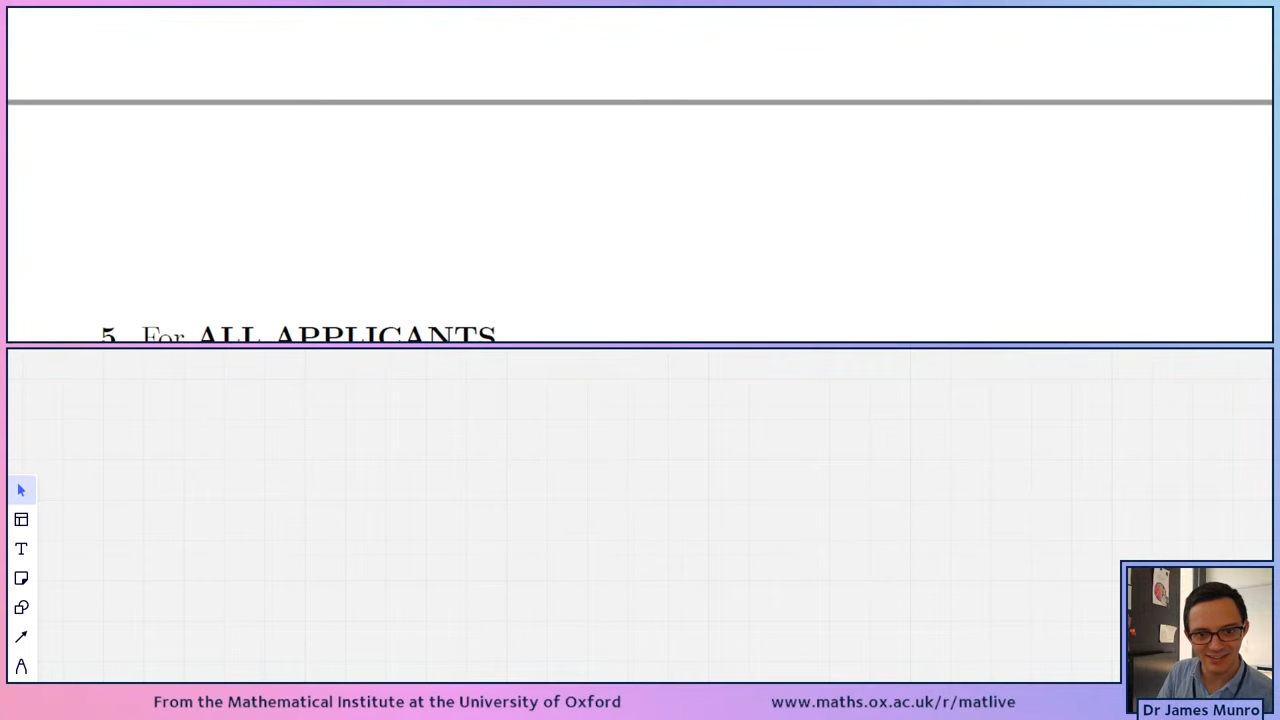 5. For ALL APPLICANTS
From the Mathematical Institute at the University of Oxford
www.maths.ox.ac.uk/r/matlive
Dr James Munro